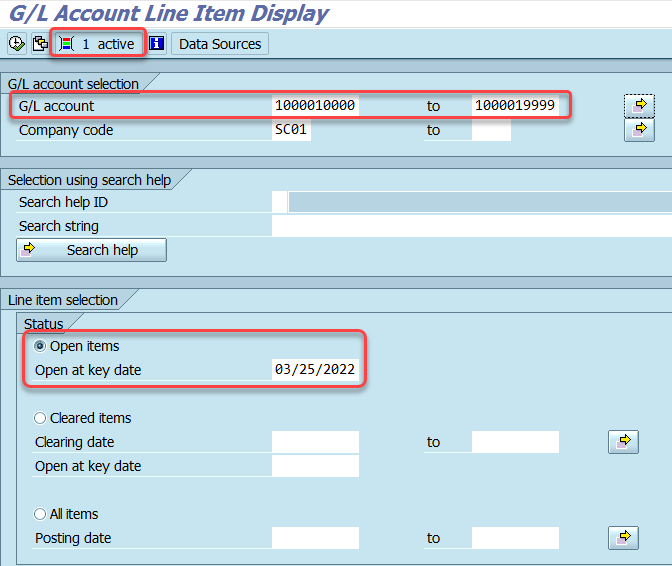 G/L Account Line Item Display
1 active Data Sources
G/L account selection
G/L account 1000010000 to 1000019999
Company code SC01 to
Selection using search help
Search help ID
Search string
Search help
Line item selection
Status
Open items
Open at key date 03/25/2022
Cleared items
Clearing date to
Open at key date
All items
Posting date to